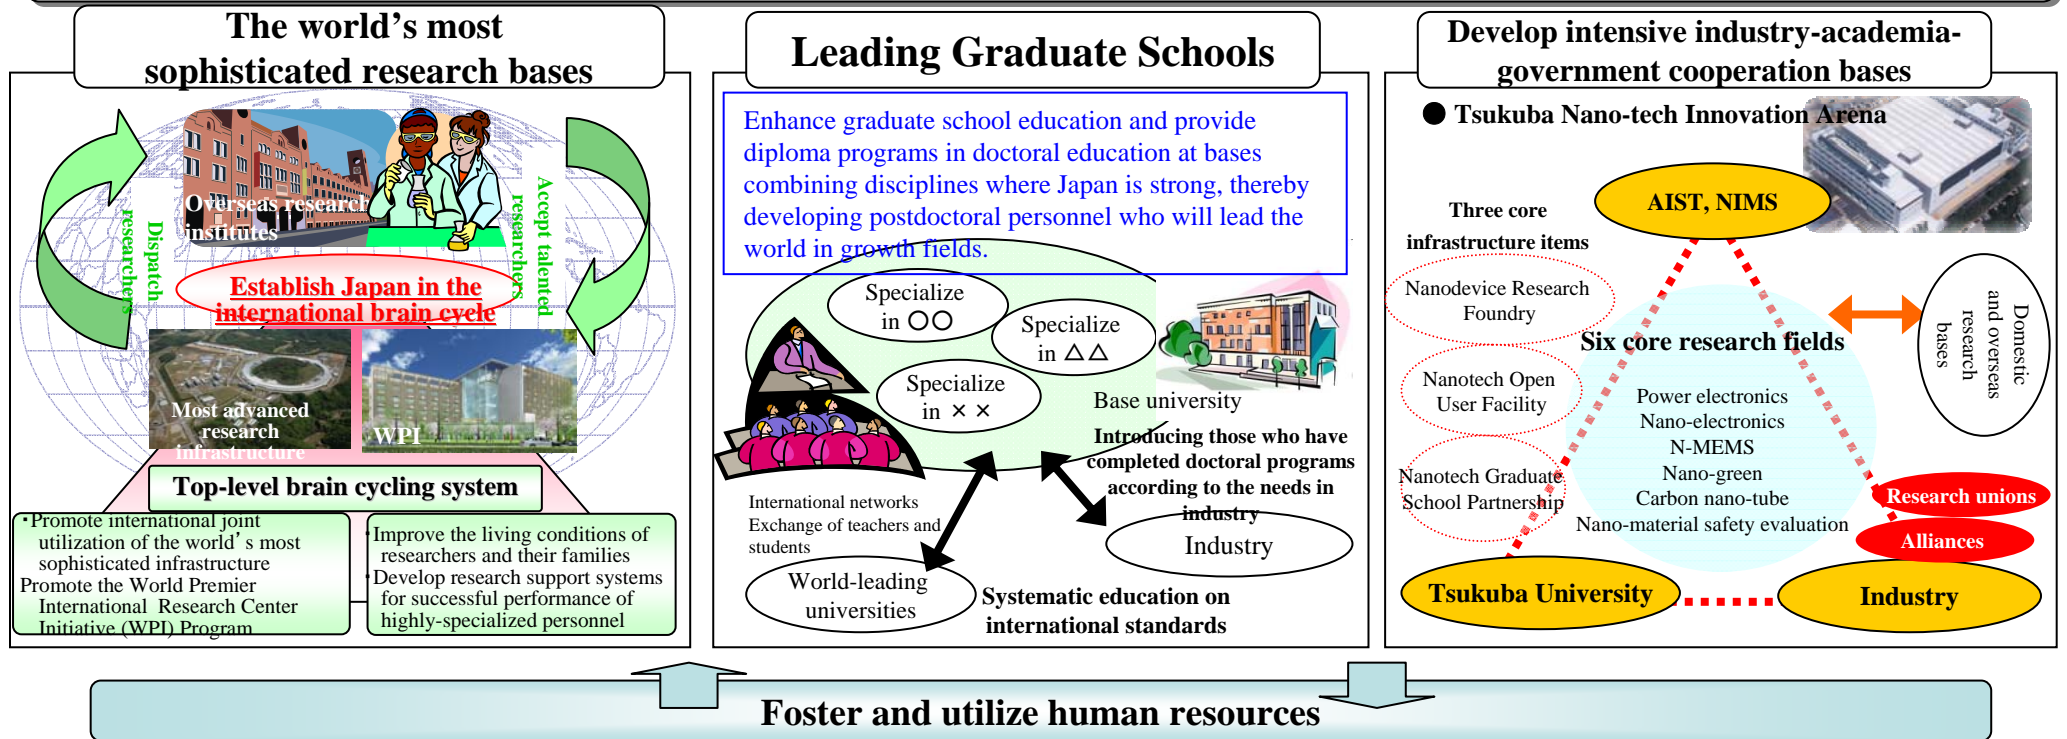 The world’s most
sophisticated research bases
Overseas research
institutes
Dispatch
researchers
Accept talented
researchers
Establish Japan in the
international brain cycle
Most advanced
research
infrastructure
WPI
Top-level brain cycling system
・Promote international joint
utilization of the world’s most
sophisticated infrastructure
Promote the World Premier
International Research Center
Initiative (WPI) Program
・Improve the living conditions of
researchers and their families
・Develop research support systems
for successful performance of
highly-specialized personnel
Leading Graduate Schools
Enhance graduate school education and provide
diploma programs in doctoral education at bases
combining disciplines where Japan is strong, thereby
developing postdoctoral personnel who will lead the
world in growth fields.
Specialize
in ○○
Specialize
in △△
Specialize
in × ×
Base university
Introducing those who have
completed doctoral programs
according to the needs in
industry
International networks
Exchange of teachers and
students
Industry
World-leading
universities
Systematic education on
international standards
Develop intensive industry-academia-
government cooperation bases
● Tsukuba Nano-tech Innovation Arena
AIST, NIMS
Three core
infrastructure items
Nanodevice Research
Foundry
Nanotech Open
User Facility
Nanotech Graduate
School Partnership
Six core research fields
Power electronics
Nano-electronics
N-MEMS
Nano-green
Carbon nano-tube
Nano-material safety evaluation
Domestic
and overseas
research
bases
Research unions
Alliances
Tsukuba University
Industry
Foster and utilize human resources